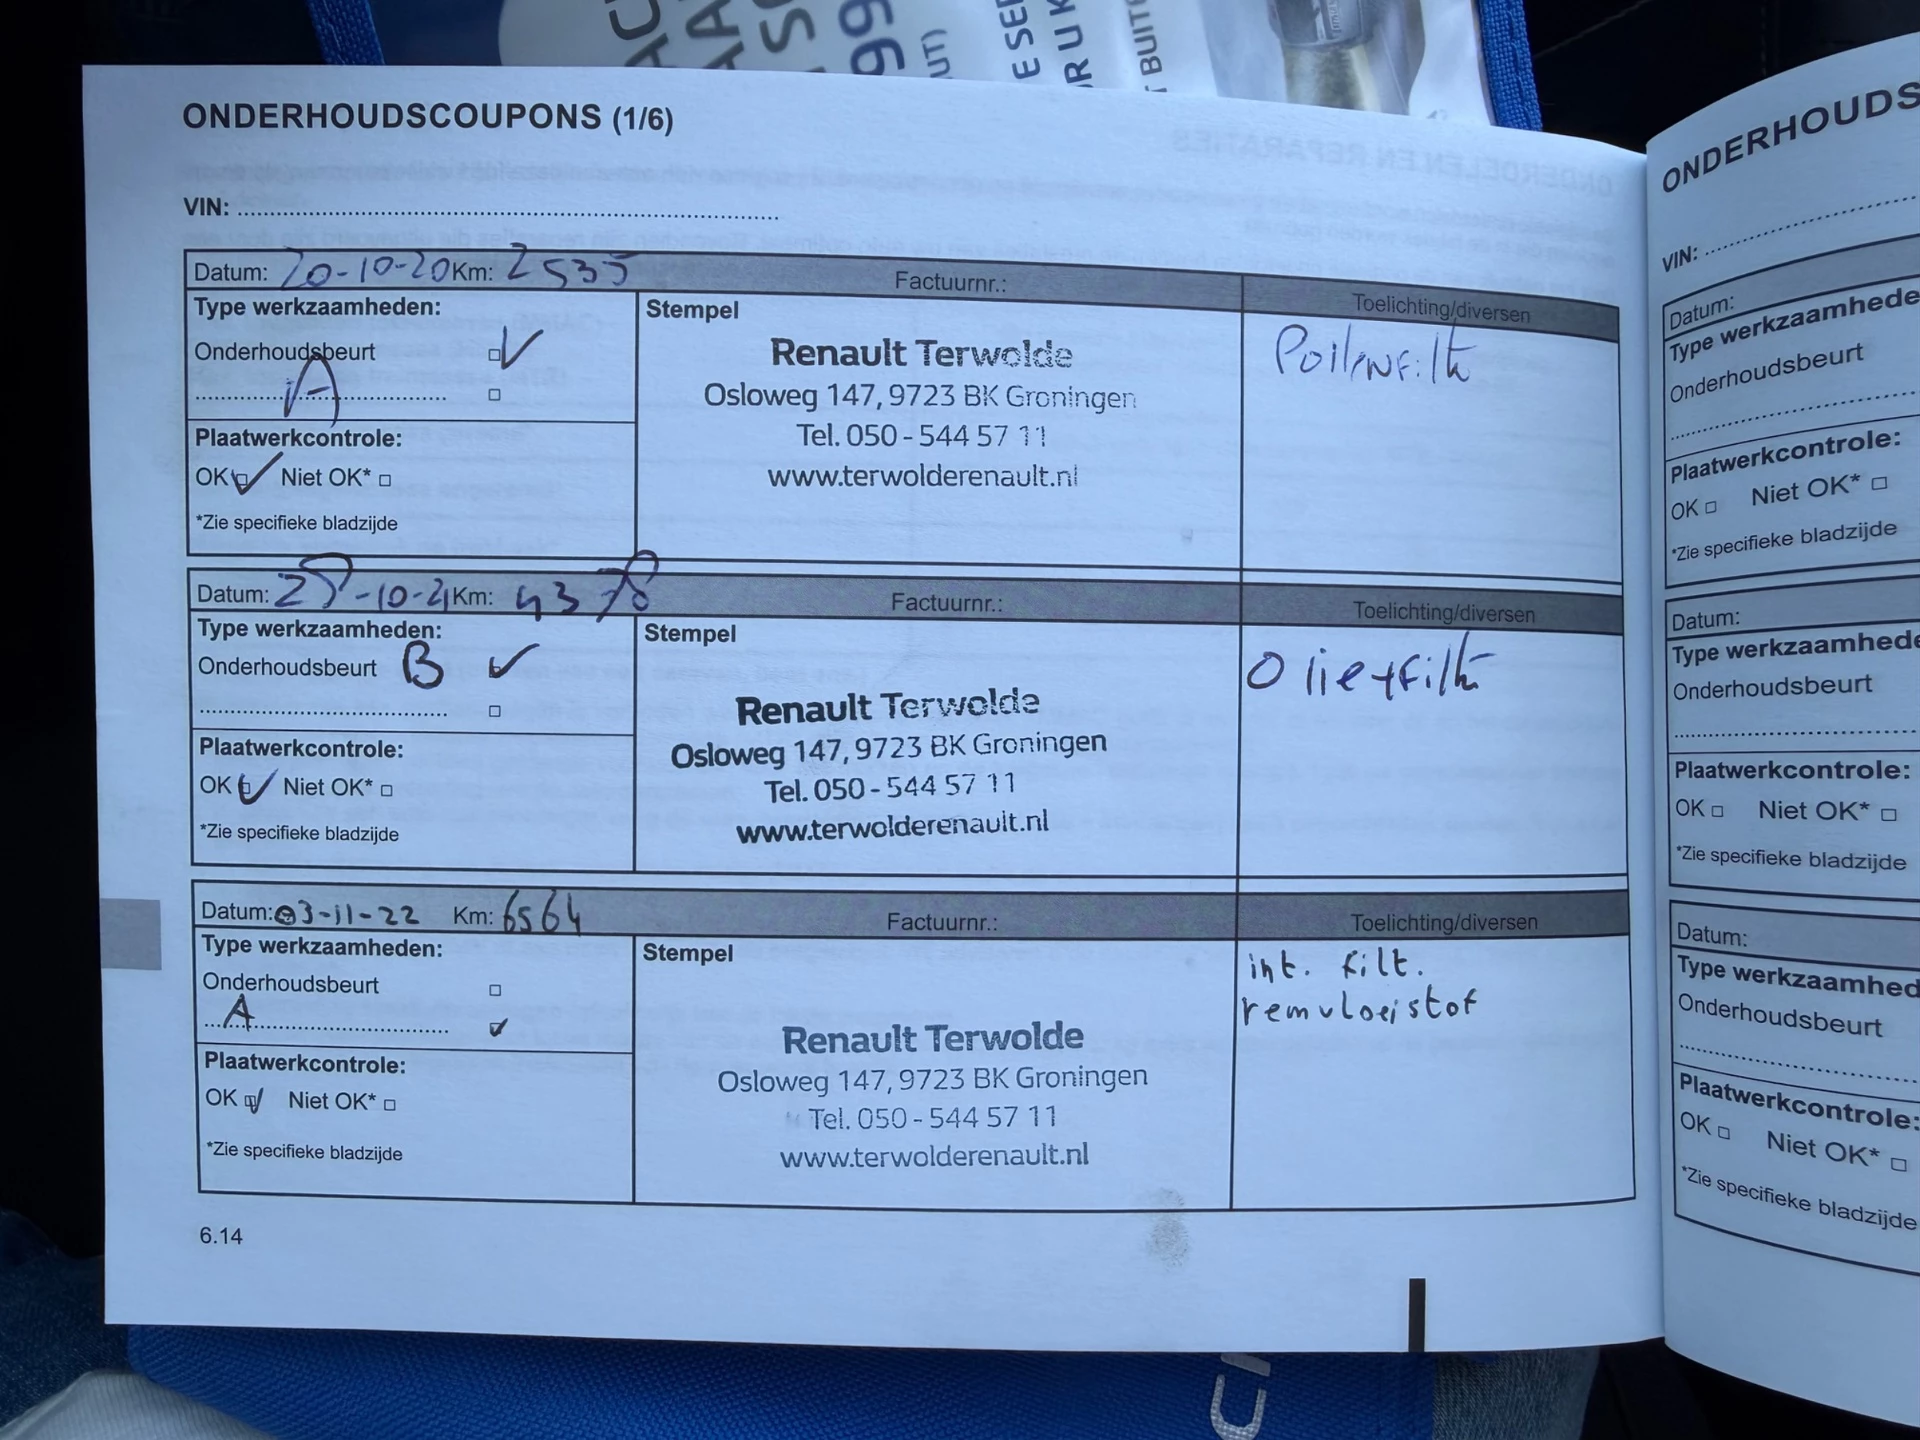 E SER
BUIT
ONDERHOUDSCOUPONS (1/6)
VIN:
Datum: 20-10-20 Km: 2535 Factuurnr.: Toelichting/diversen
Type werkzaamheden: Stempel
Onderhoudsbeurt
A
Plaatwerkcontrole:
OK Niet OK*
*Zie specifieke bladzijde
Renault Terwolde
Osloweg 147, 9723 BK Groningen
Tel. 050 - 544 57 11
www.terwolderenault.nl
Datum: -10-21 Km: 4378 Factuurnr.: Toelichting/diversen
Type werkzaamheden: Stempel
Onderhoudsbeurt B
Plaatwerkcontrole:
OK Niet OK*
*Zie specifieke bladzijde
Renault Terwolde
Osloweg 147, 9723 BK Groningen
Tel. 050 - 544 57 11
www.terwolderenault.nl
Olie+filt
Datum: 03-11-22 Km: 6564 Factuurnr.: Toelichting/diversen
Type werkzaamheden: Stempel
Onderhoudsbeurt
A
Plaatwerkcontrole:
OK Niet OK*
*Zie specifieke bladzijde
Renault Terwolde
Osloweg 147, 9723 BK Groningen
Tel. 050 - 544 57 11
www.terwolderenault.nl
int. filt.
remvloeistof
6.14
ONDERHOUDS
VIN:
Datum:
Type werkzaamhede
Onderhoudsbeurt
Plaatwerkcontrole:
OK Niet OK*
*Zie specifieke bladzijde
Datum:
Type werkzaamhed
Onderhoudsbeurt
Plaatwerkcontrole:
OK Niet OK*
*Zie specifieke bladzijde
Datum:
Type werkzaamhed
Onderhoudsbeurt
Plaatwerkcontrole:
OK Niet OK*
*Zie specifieke bladzijde